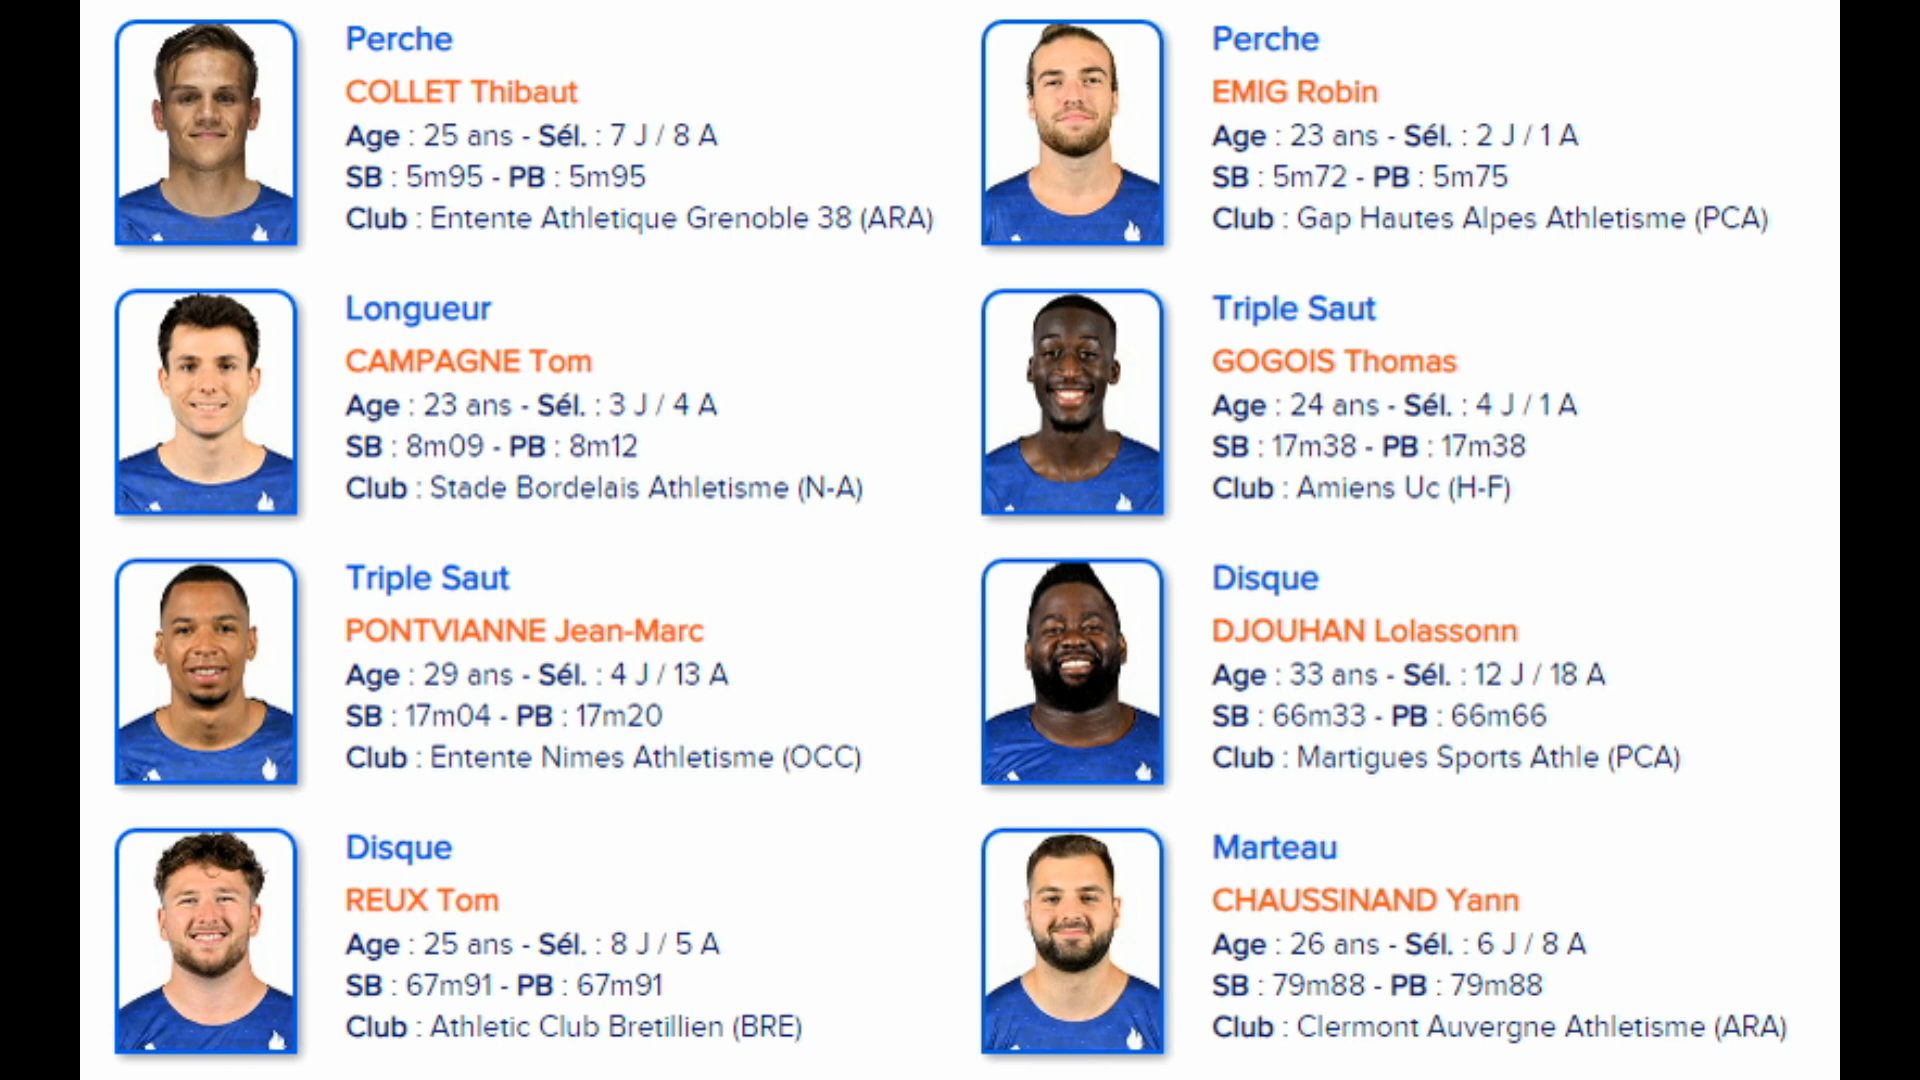 Perche
COLLET Thibaut
Age : 25 ans - Sél. : 7 J / 8 A
SB : 5m95 - PB : 5m95
Club : Entente Athletique Grenoble 38 (ARA)
Perche
EMIG Robin
Age : 23 ans - Sél. : 2 J / 1 A
SB : 5m72 - PB : 5m75
Club : Gap Hautes Alpes Athletisme (PCA)
Longueur
CAMPAGNE Tom
Age : 23 ans - Sél. : 3 J / 4 A
SB : 8m09 - PB : 8m12
Club : Stade Bordelais Athletisme (N-A)
Triple Saut
GOGOIS Thomas
Age : 24 ans - Sél. : 4 J / 1 A
SB : 17m38 - PB : 17m38
Club : Amiens Uc (H-F)
Triple Saut
PONTVIANNE Jean-Marc
Age : 29 ans - Sél. : 4 J / 13 A
SB : 17m04 - PB : 17m20
Club : Entente Nimes Athletisme (OCC)
Disque
DJOUHAN Lolassonn
Age : 33 ans - Sél. : 12 J / 18 A
SB : 66m33 - PB : 66m66
Club : Martigues Sports Athle (PCA)
Disque
REUX Tom
Age : 25 ans - Sél. : 8 J / 5 A
SB : 67m91 - PB : 67m91
Club : Athletic Club Bretillien (BRE)
Marteau
CHAUSSINAND Yann
Age : 26 ans - Sél. : 6 J / 8 A
SB : 79m88 - PB : 79m88
Club : Clermont Auvergne Athletisme (ARA)